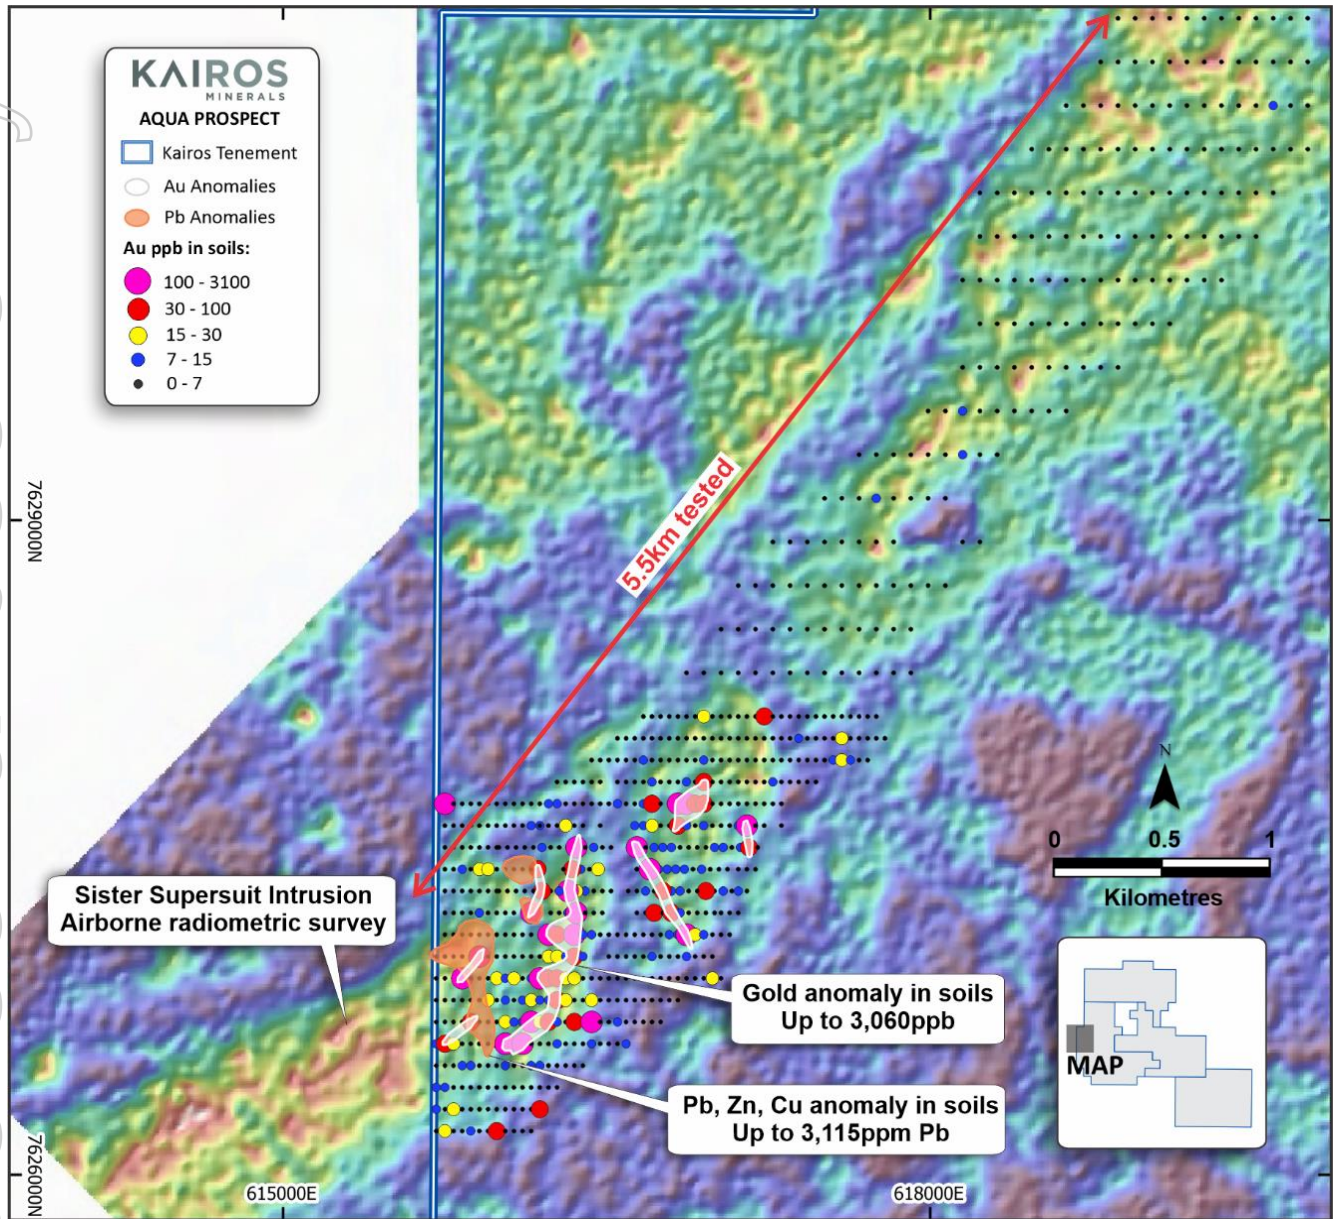 KAIROS
MINERALS
AQUA PROSPECT
Kairos Tenement
Au Anomalies
Pb Anomalies
Au ppb in soils:
100 - 3100
30 - 100
15 - 30
7 - 15
0 - 7
5.5km tested
7629000N
N
0 0.5 1
Kilometres
Sister Supersuit Intrusion
Airborne radiometric survey
Gold anomaly in soils
Up to 3,060ppb
MAP
Pb, Zn, Cu anomaly in soils
Up to 3,115ppm Pb
7626000N
615000E
618000E